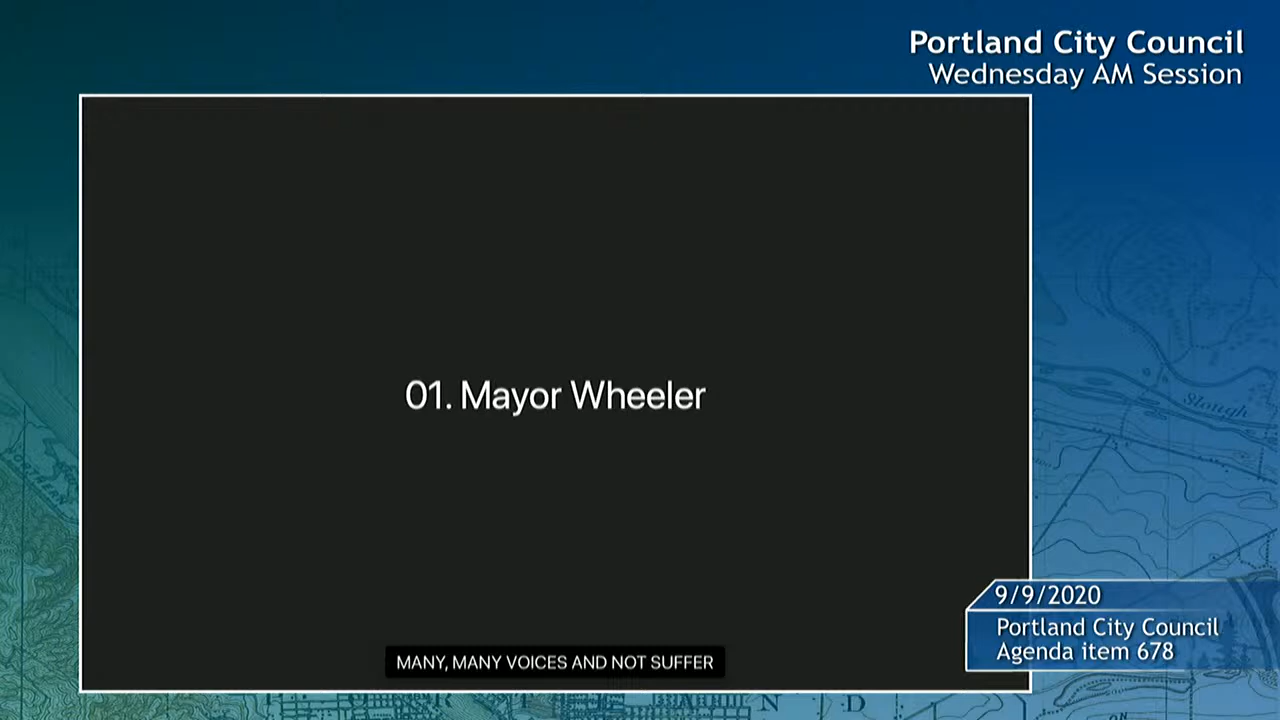 Portland City Council
Wednesday AM Session
01. Mayor Wheeler
Slough
MANY, MANY VOICES AND NOT SUFFER
9/9/2020
Portland City Council
Agenda item 678